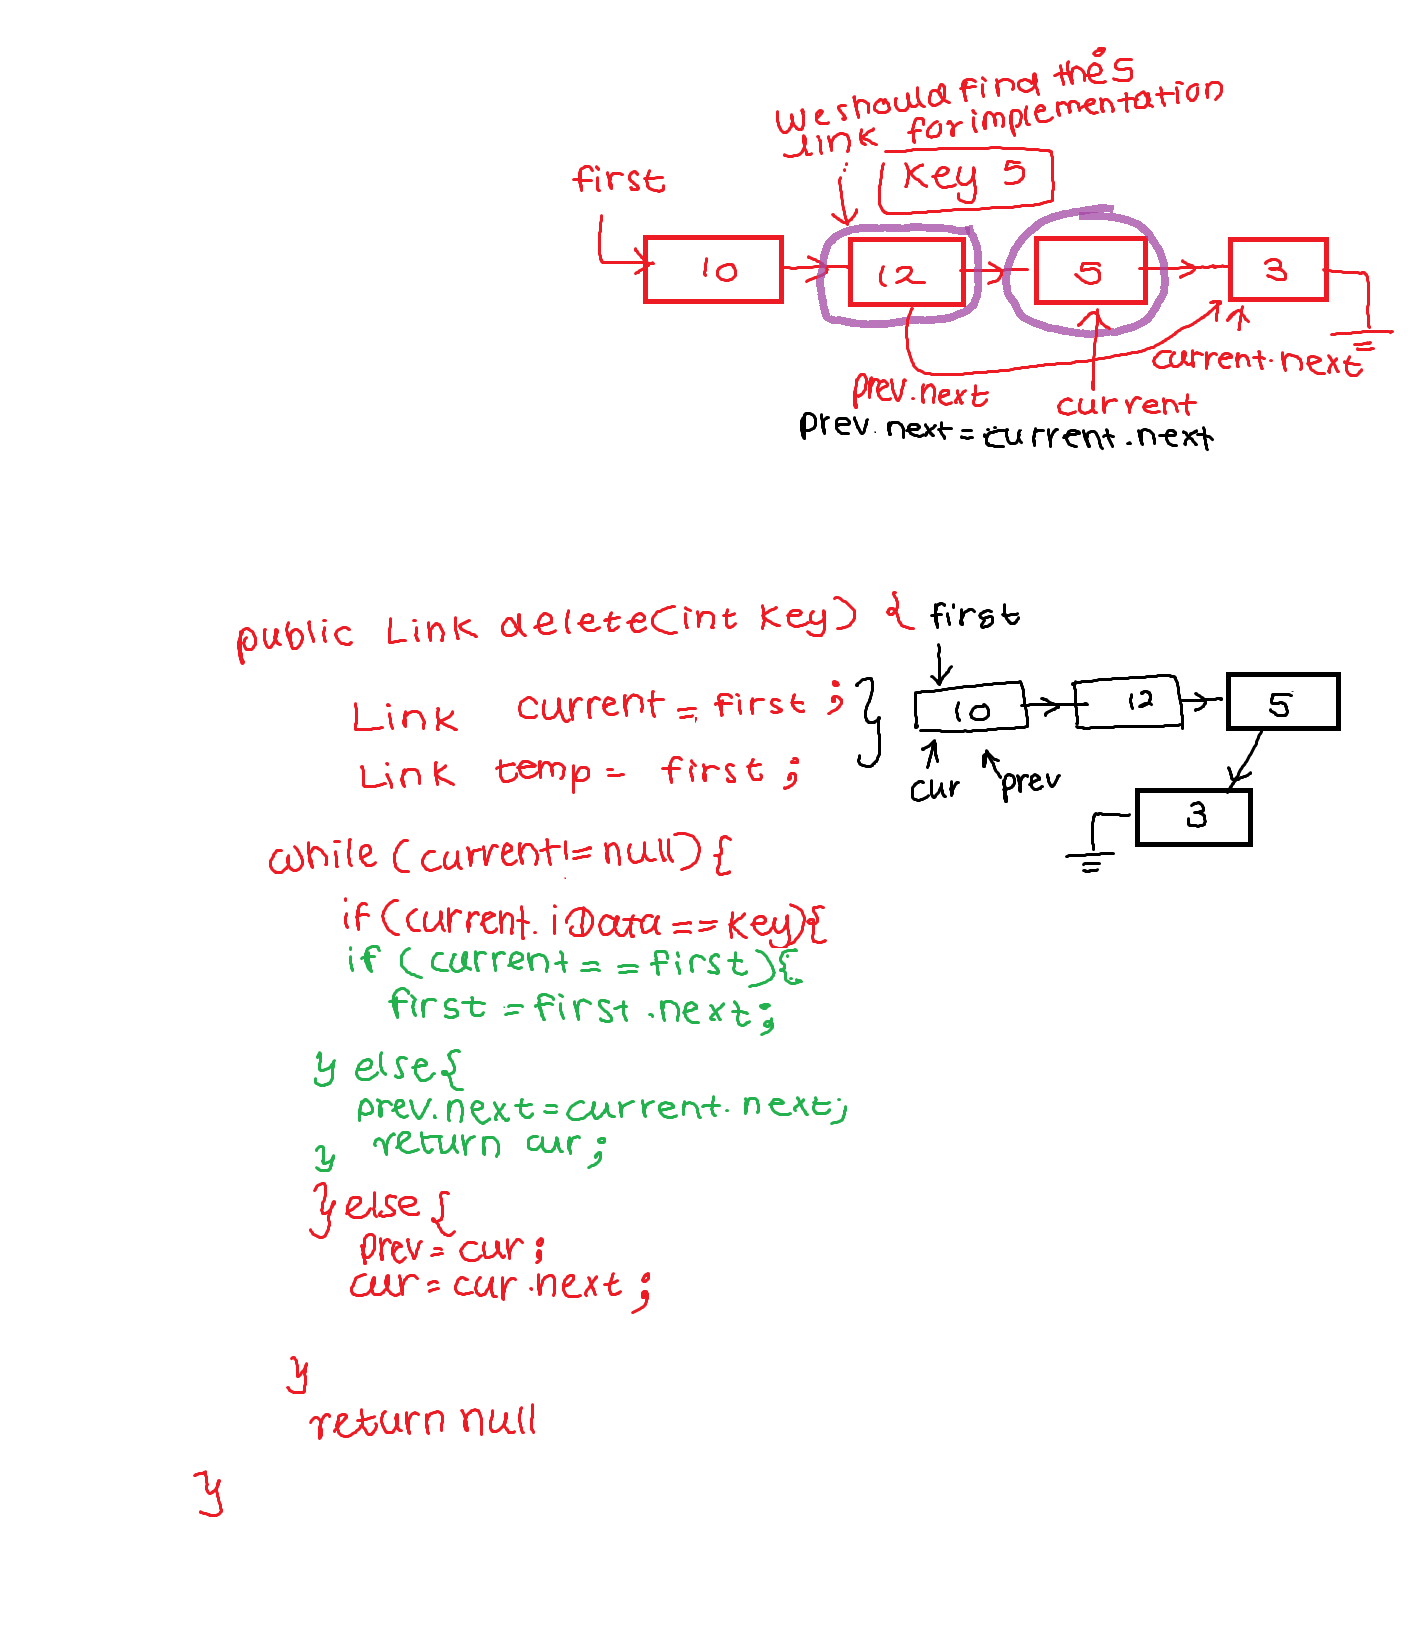 We should find the 5
link for implementation
Key 5
first
10 12 5 3
current.next
prev.next
current
prev.next=current.next
public Link delete(int key) { first
Link current = first ; }
10 12 5
Link temp = first ;
cur prev
3
while (current!=null){
if (current.iData == key){
if (current == first){
first = first.next;
} else{
prev.next=current.next;
return cur;
}
} else {
prev= cur;
cur= cur.next;
}
return null
}